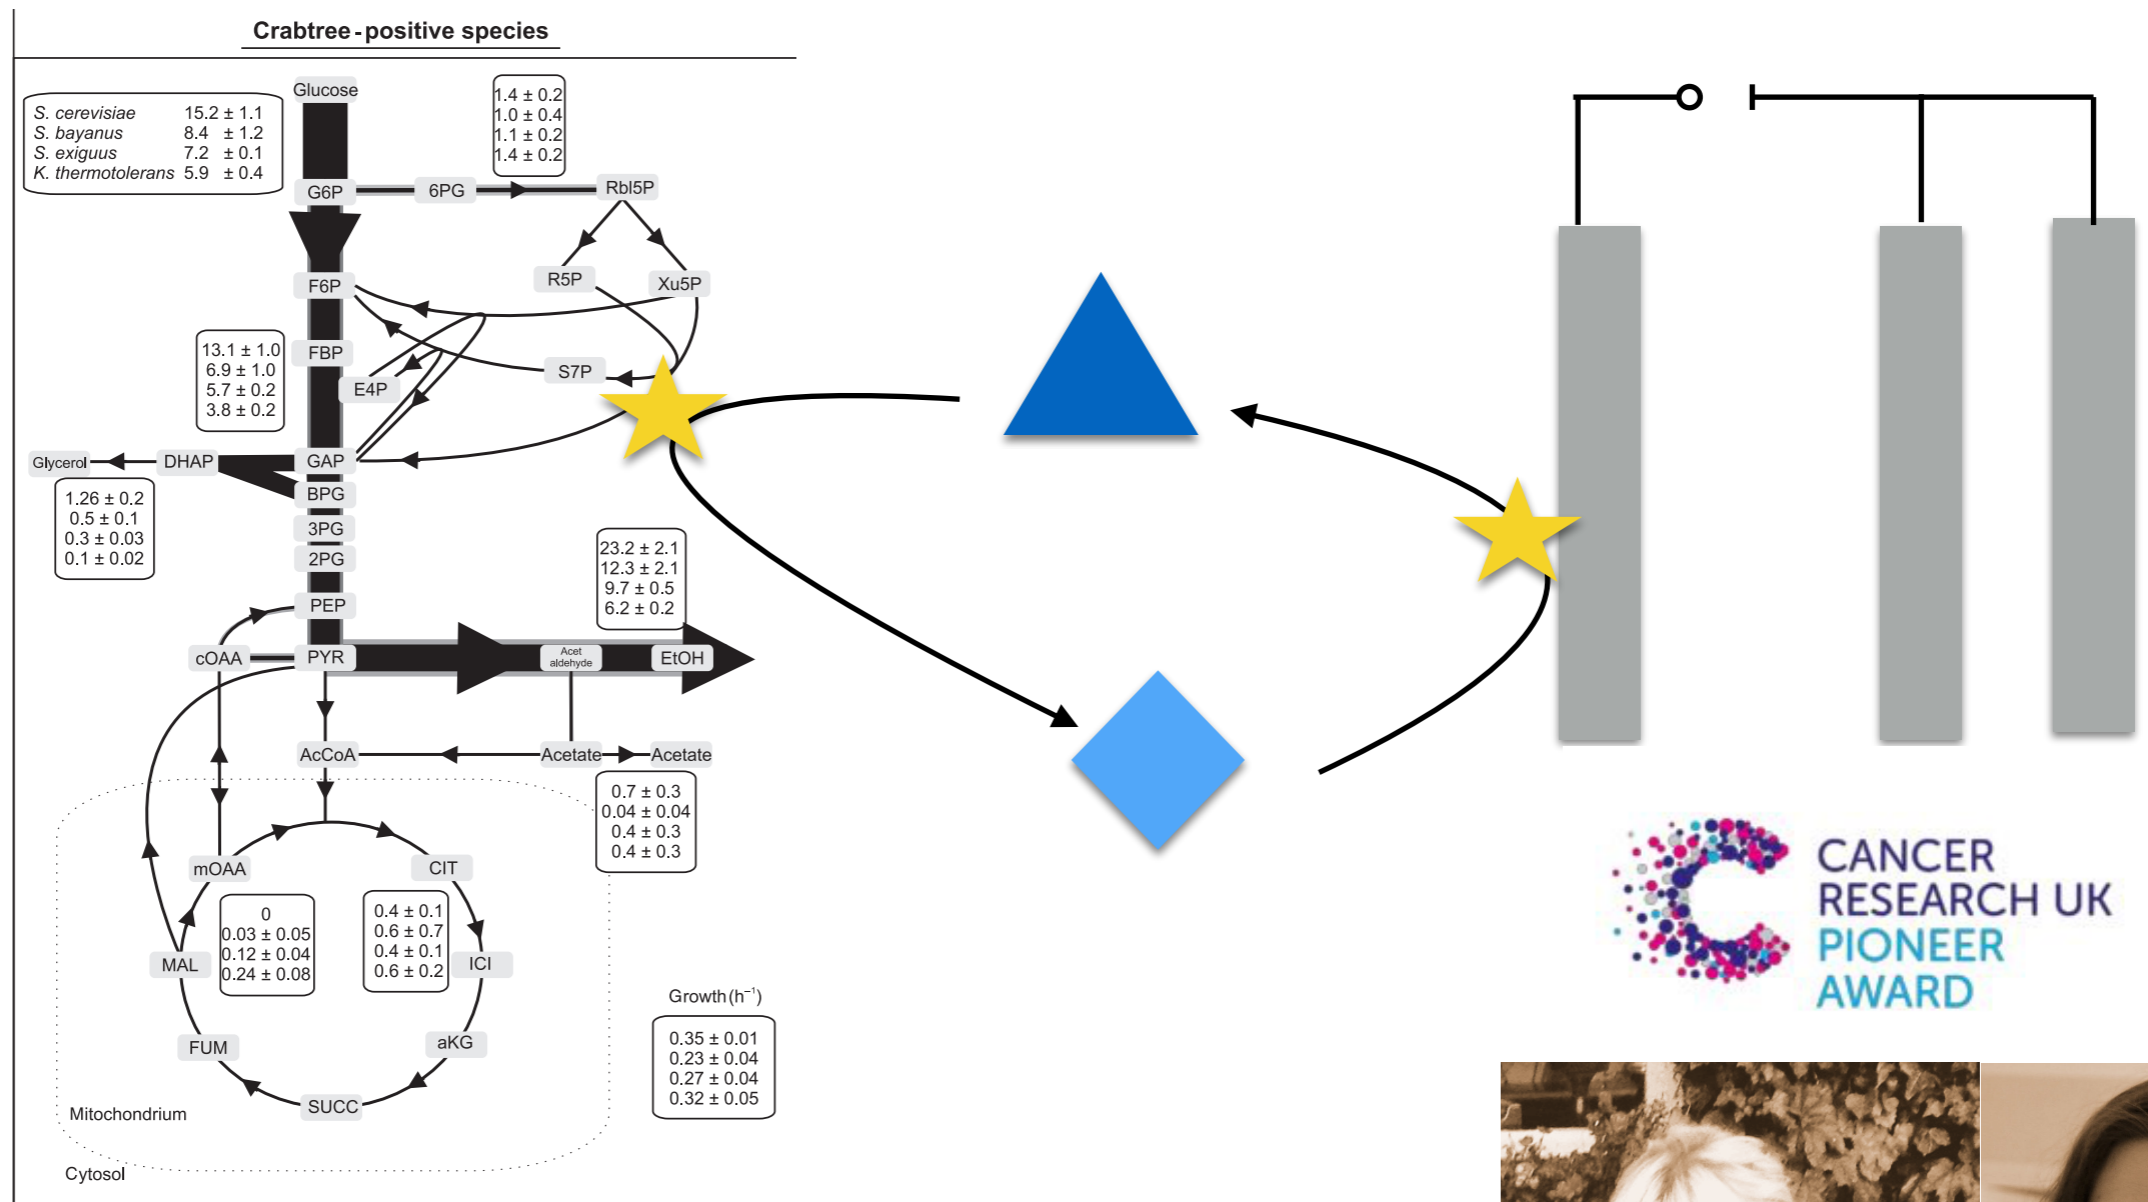 Crabtree-positive species
Glucose
S. cerevisiae 15.2 ± 1.1
S. bayanus 8.4 ± 1.2
S. exiguus 7.2 ± 0.1
K. thermotolerans 5.9 ± 0.4
1.4 ± 0.2
1.0 ± 0.4
1.1 ± 0.2
1.4 ± 0.2
G6P
6PG
Rbl5P
R5P
Xu5P
F6P
13.1 ± 1.0
6.9 ± 1.0
5.7 ± 0.2
3.8 ± 0.2
FBP
E4P
S7P
Glycerol
DHAP
GAP
BPG
1.26 ± 0.2
0.5 ± 0.1
0.3 ± 0.03
0.1 ± 0.02
3PG
2PG
23.2 ± 2.1
12.3 ± 2.1
9.7 ± 0.5
6.2 ± 0.2
PEP
cOAA
PYR
Acet
aldehyde
EtOH
AcCoA
Acetate
Acetate
0.7 ± 0.3
0.04 ± 0.04
0.4 ± 0.3
0.4 ± 0.3
mOAA
CIT
0
0.03 ± 0.05
0.12 ± 0.04
0.24 ± 0.08
0.4 ± 0.1
0.6 ± 0.7
0.4 ± 0.1
0.6 ± 0.2
MAL
ICI
FUM
aKG
SUCC
Growth (h⁻¹)
0.35 ± 0.01
0.23 ± 0.04
0.27 ± 0.04
0.32 ± 0.05
Mitochondrium
Cytosol
CANCER
RESEARCH UK
PIONEER
AWARD